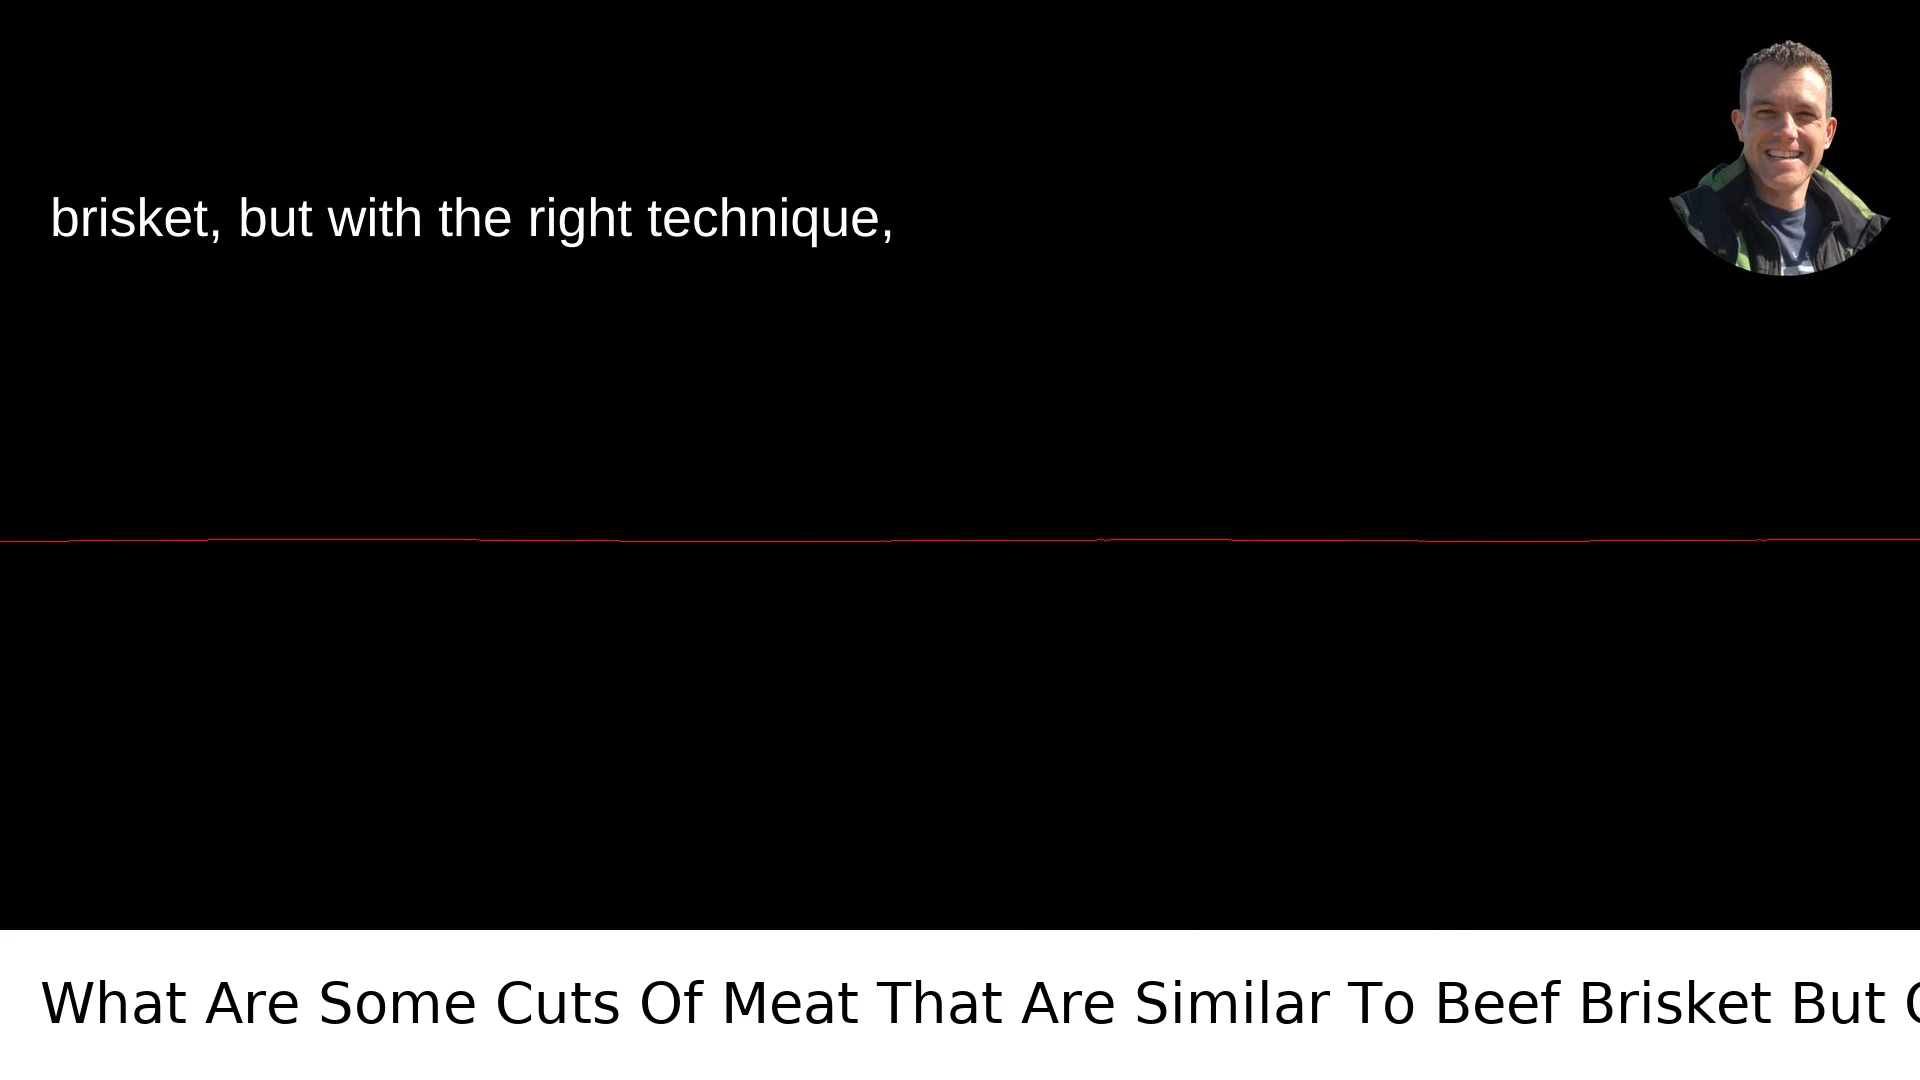 brisket, but with the right technique,
What Are Some Cuts Of Meat That Are Similar To Beef Brisket But